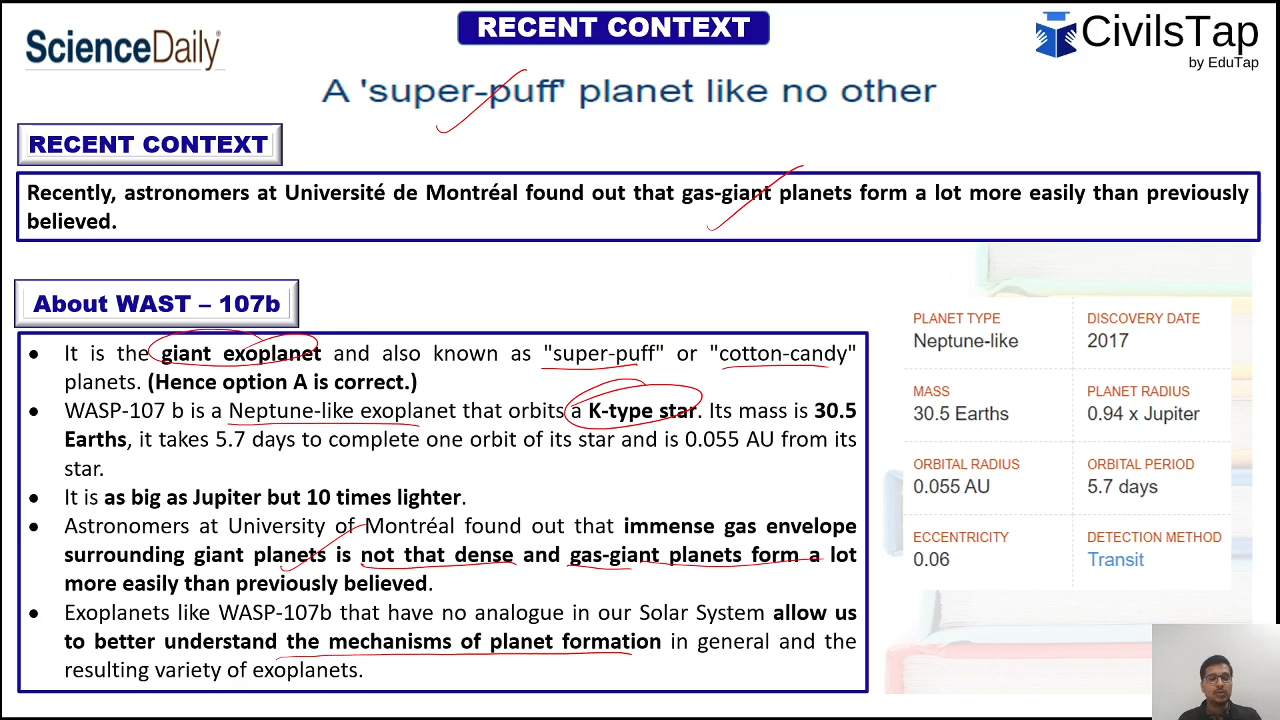 RECENT CONTEXT
ScienceDaily
CivilsTap
by EduTap
A 'super-puff' planet like no other
RECENT CONTEXT
Recently, astronomers at Université de Montréal found out that gas-giant planets form a lot more easily than previously
believed.
About WAST – 107b
• It is the giant exoplanet and also known as "super-puff" or "cotton-candy"
planets. (Hence option A is correct.)
• WASP-107 b is a Neptune-like exoplanet that orbits a K-type star. Its mass is 30.5
Earths, it takes 5.7 days to complete one orbit of its star and is 0.055 AU from its
star.
• It is as big as Jupiter but 10 times lighter.
• Astronomers at University of Montréal found out that immense gas envelope
surrounding giant planets is not that dense and gas-giant planets form a lot
more easily than previously believed.
• Exoplanets like WASP-107b that have no analogue in our Solar System allow us
to better understand the mechanisms of planet formation in general and the
resulting variety of exoplanets.
PLANET TYPE DISCOVERY DATE
Neptune-like 2017
MASS PLANET RADIUS
30.5 Earths 0.94 x Jupiter
ORBITAL RADIUS ORBITAL PERIOD
0.055 AU 5.7 days
ECCENTRICITY DETECTION METHOD
0.06 Transit